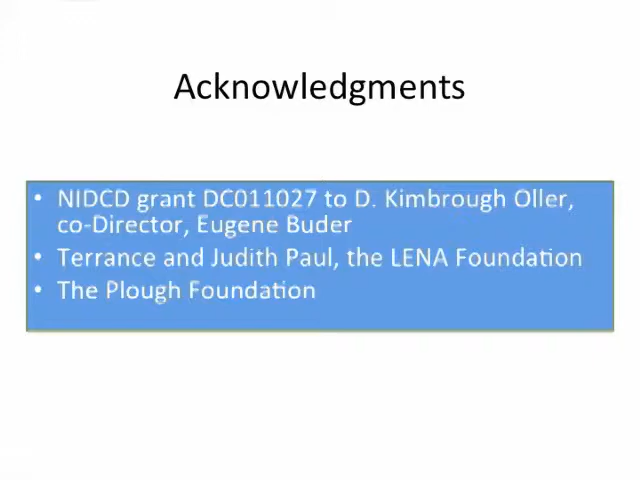 Acknowledgments
• NIDCD grant DC011027 to D. Kimbrough Oller,
co-Director, Eugene Buder
• Terrance and Judith Paul, the LENA Foundation
• The Plough Foundation